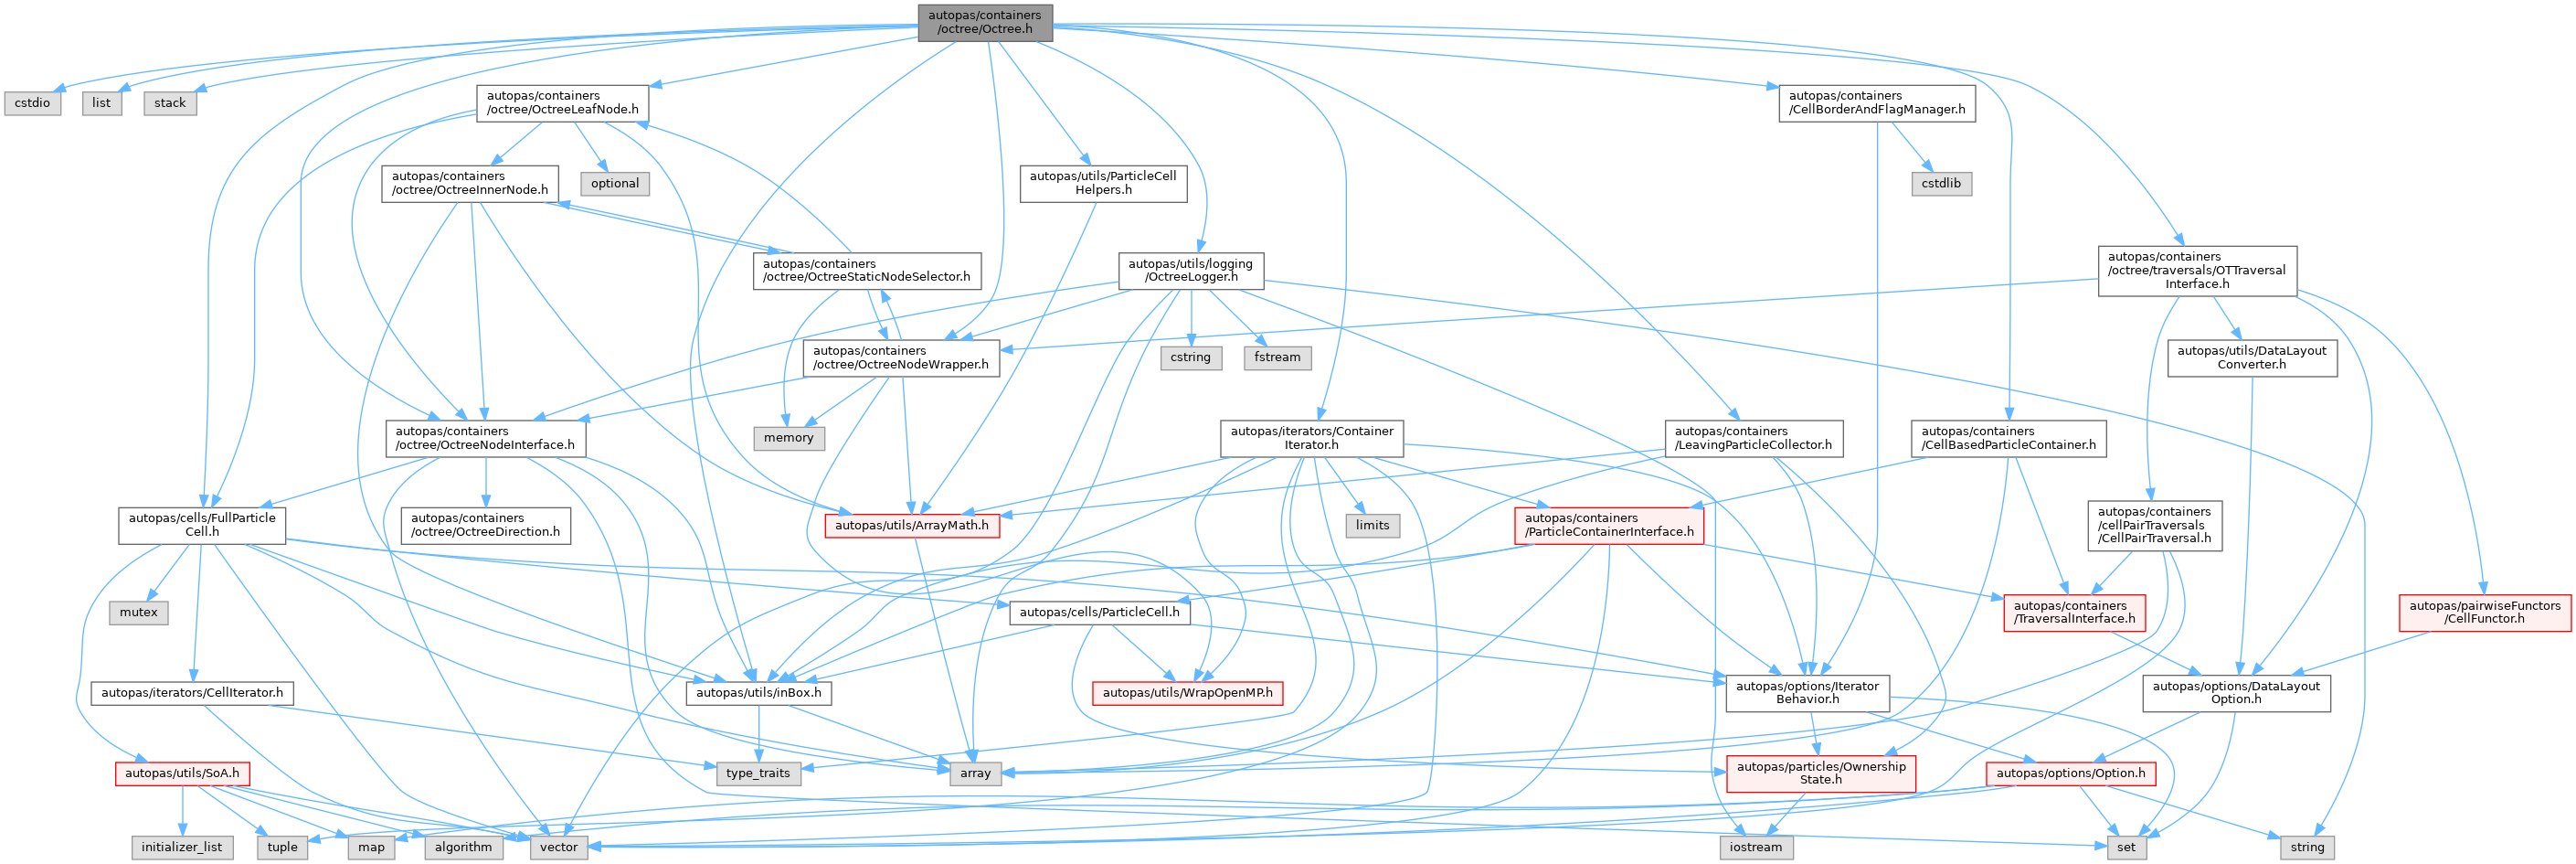 autopas/containers
/octree/Octree.h
cstdio
list
stack
autopas/containers
/octree/OctreeLeafNode.h
autopas/containers
/CellBorderAndFlagManager.h
autopas/containers
/octree/OctreeInnerNode.h
optional
autopas/utils/ParticleCell
Helpers.h
cstdlib
autopas/containers
/octree/OctreeStaticNodeSelector.h
autopas/utils/logging
/OctreeLogger.h
autopas/containers
/octree/traversals/OTTraversal
Interface.h
autopas/containers
/octree/OctreeNodeWrapper.h
cstring
fstream
autopas/utils/DataLayout
Converter.h
autopas/containers
/octree/OctreeNodeInterface.h
memory
autopas/iterators/Container
Iterator.h
autopas/containers
/LeavingParticleCollector.h
autopas/containers
/CellBasedParticleContainer.h
autopas/cells/FullParticle
Cell.h
autopas/containers
/octree/OctreeDirection.h
autopas/utils/ArrayMath.h
limits
autopas/containers
/ParticleContainerInterface.h
autopas/containers
/cellPairTraversals
/CellPairTraversal.h
mutex
autopas/cells/ParticleCell.h
autopas/containers
/TraversalInterface.h
autopas/pairwiseFunctors
/CellFunctor.h
autopas/iterators/CellIterator.h
autopas/utils/inBox.h
autopas/utils/WrapOpenMP.h
autopas/options/Iterator
Behavior.h
autopas/options/DataLayout
Option.h
autopas/utils/SoA.h
type_traits
array
autopas/particles/Ownership
State.h
autopas/options/Option.h
initializer_list
tuple
map
algorithm
vector
iostream
set
string